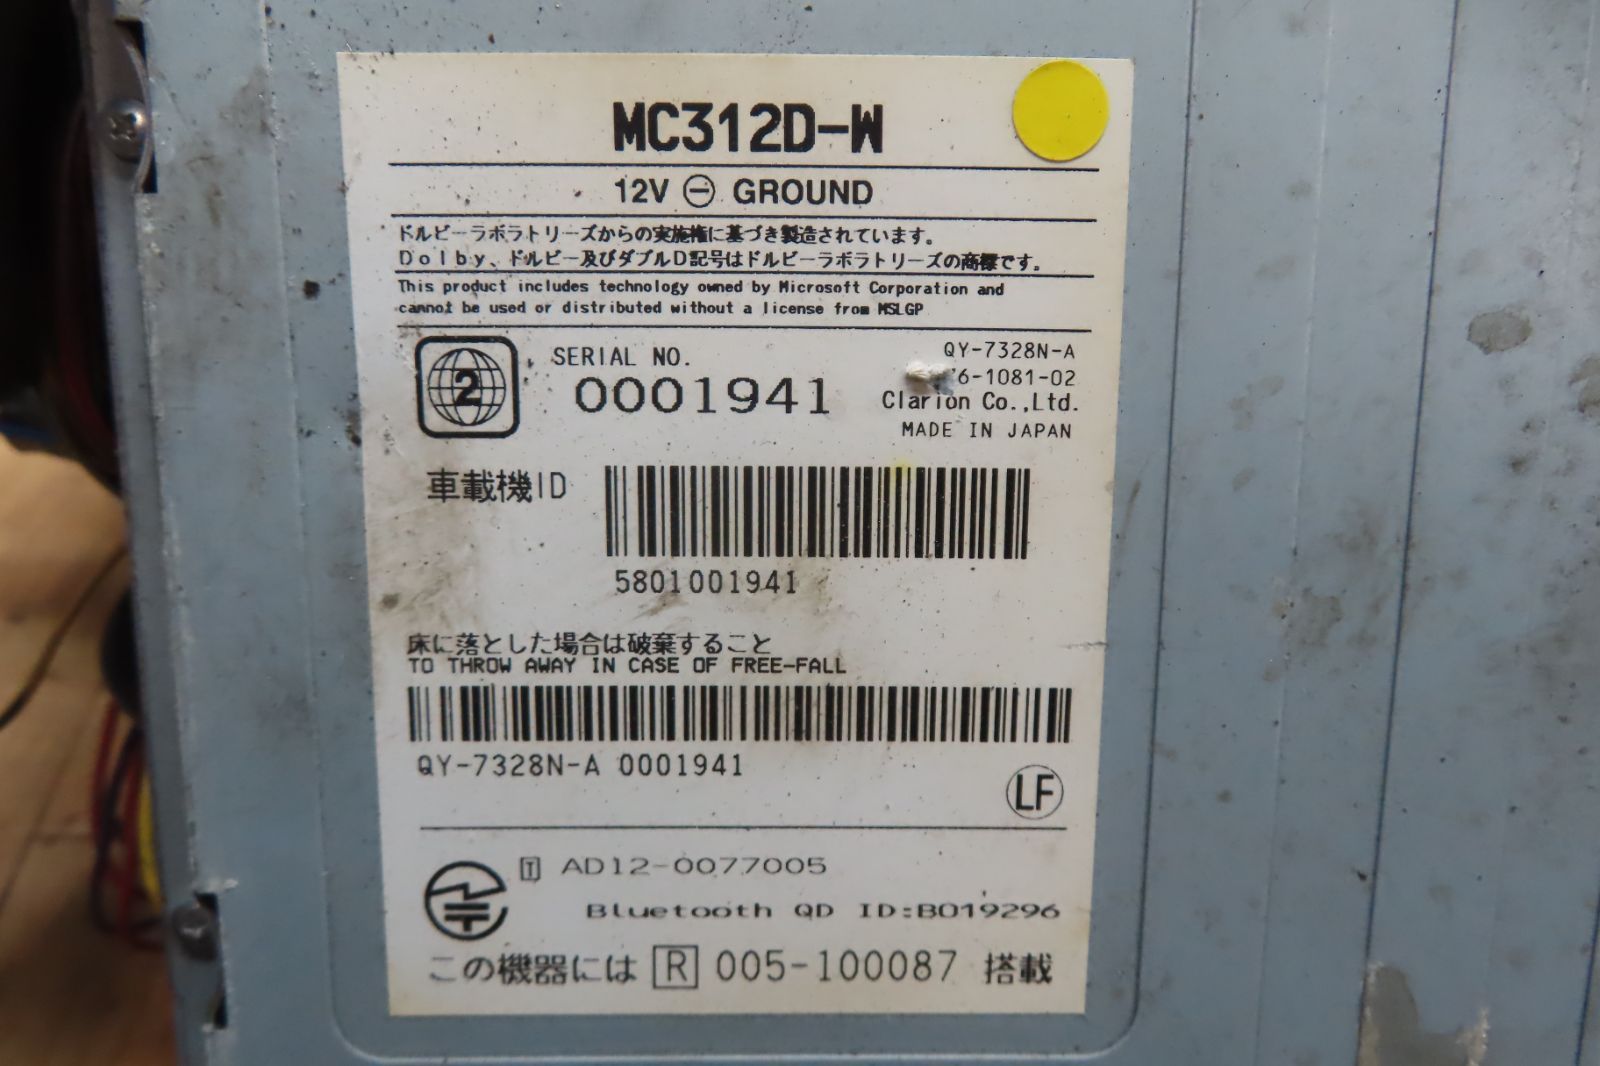 MC312D-W
12V ⊖ GROUND
ドルビーラボラトリーズからの実施権に基づき製造されています。
Dolby、ドルビー及びダブルD記号はドルビーラボラトリーズの商標です。
This product includes technology owned by Microsoft Corporation and
cannot be used or distributed without a license from MSLGP
2
SERIAL NO.
0001941
QY-7328N-A
6-1081-02
Clarion Co.,Ltd.
MADE IN JAPAN
車載機ID
5801001941
床に落とした場合は破棄すること
TO THROW AWAY IN CASE OF FREE-FALL
QY-7328N-A 0001941
LF
T AD12-0077005
Bluetooth QD ID:B019296
この機器には R 005-100087 搭載